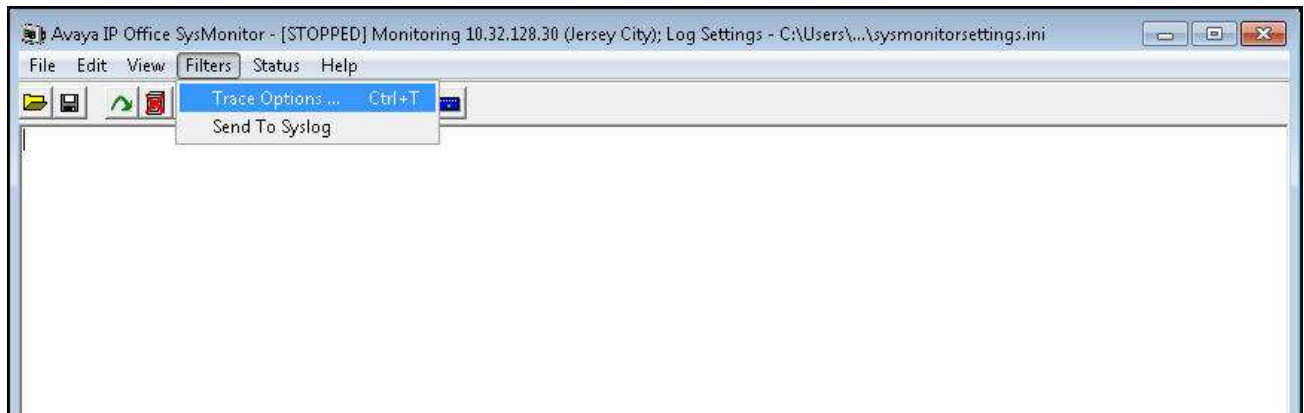 Avaya IP Office SysMonitor - [STOPPED] Monitoring 10.32.128.30 (Jersey City); Log Settings - C:\Users\...\sysmonitorsettings.ini
File Edit View Filters Status Help
Trace Options ... Ctrl+T
Send To Syslog